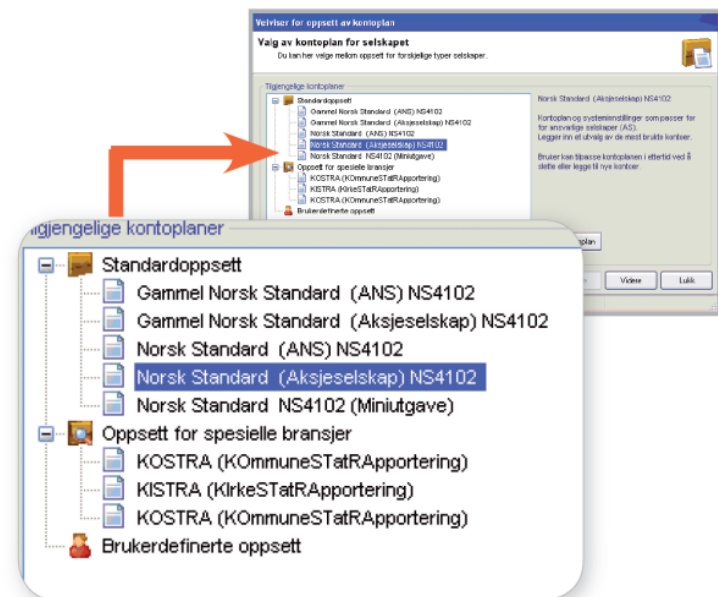 Velviser for oppsett av kontoplan
Valg av kontoplan for selskapet
Du kan her velge mellom oppsett for forskjellige typer selskaper.
Tilgjengelige kontoplaner
Standardoppsett
Gammel Norsk Standard (ANS) NS4102
Gammel Norsk Standard (Aksjeselskap) NS4102
Norsk Standard (ANS) NS4102
Norsk Standard (Aksjeselskap) NS4102
Norsk Standard NS4102 (Miniutgave)
Oppsett for spesielle bransjer
KOSTRA (KOmmuneSTatRApportering)
KISTRA (KIrkeSTatRApportering)
KOSTRA (KOmmuneSTatRApportering)
Brukerdefinerte oppsett
Norsk Standard (Aksjeselskap) NS4102
Kontoplan og systeminnstillinger som passer for
for ansvarlige selskaper (AS).
Legger inn et utvalg av de mest brukte kontoer.
Bruker kan tilpasse kontoplanen i ettertid ved å
slette eller legge til nye kontoer.
plan
Videre
Lukk
ilgjengelige kontoplaner
Standardoppsett
Gammel Norsk Standard (ANS) NS4102
Gammel Norsk Standard (Aksjeselskap) NS4102
Norsk Standard (ANS) NS4102
Norsk Standard (Aksjeselskap) NS4102
Norsk Standard NS4102 (Miniutgave)
Oppsett for spesielle bransjer
KOSTRA (KOmmuneSTatRApportering)
KISTRA (KIrkeSTatRApportering)
KOSTRA (KOmmuneSTatRApportering)
Brukerdefinerte oppsett